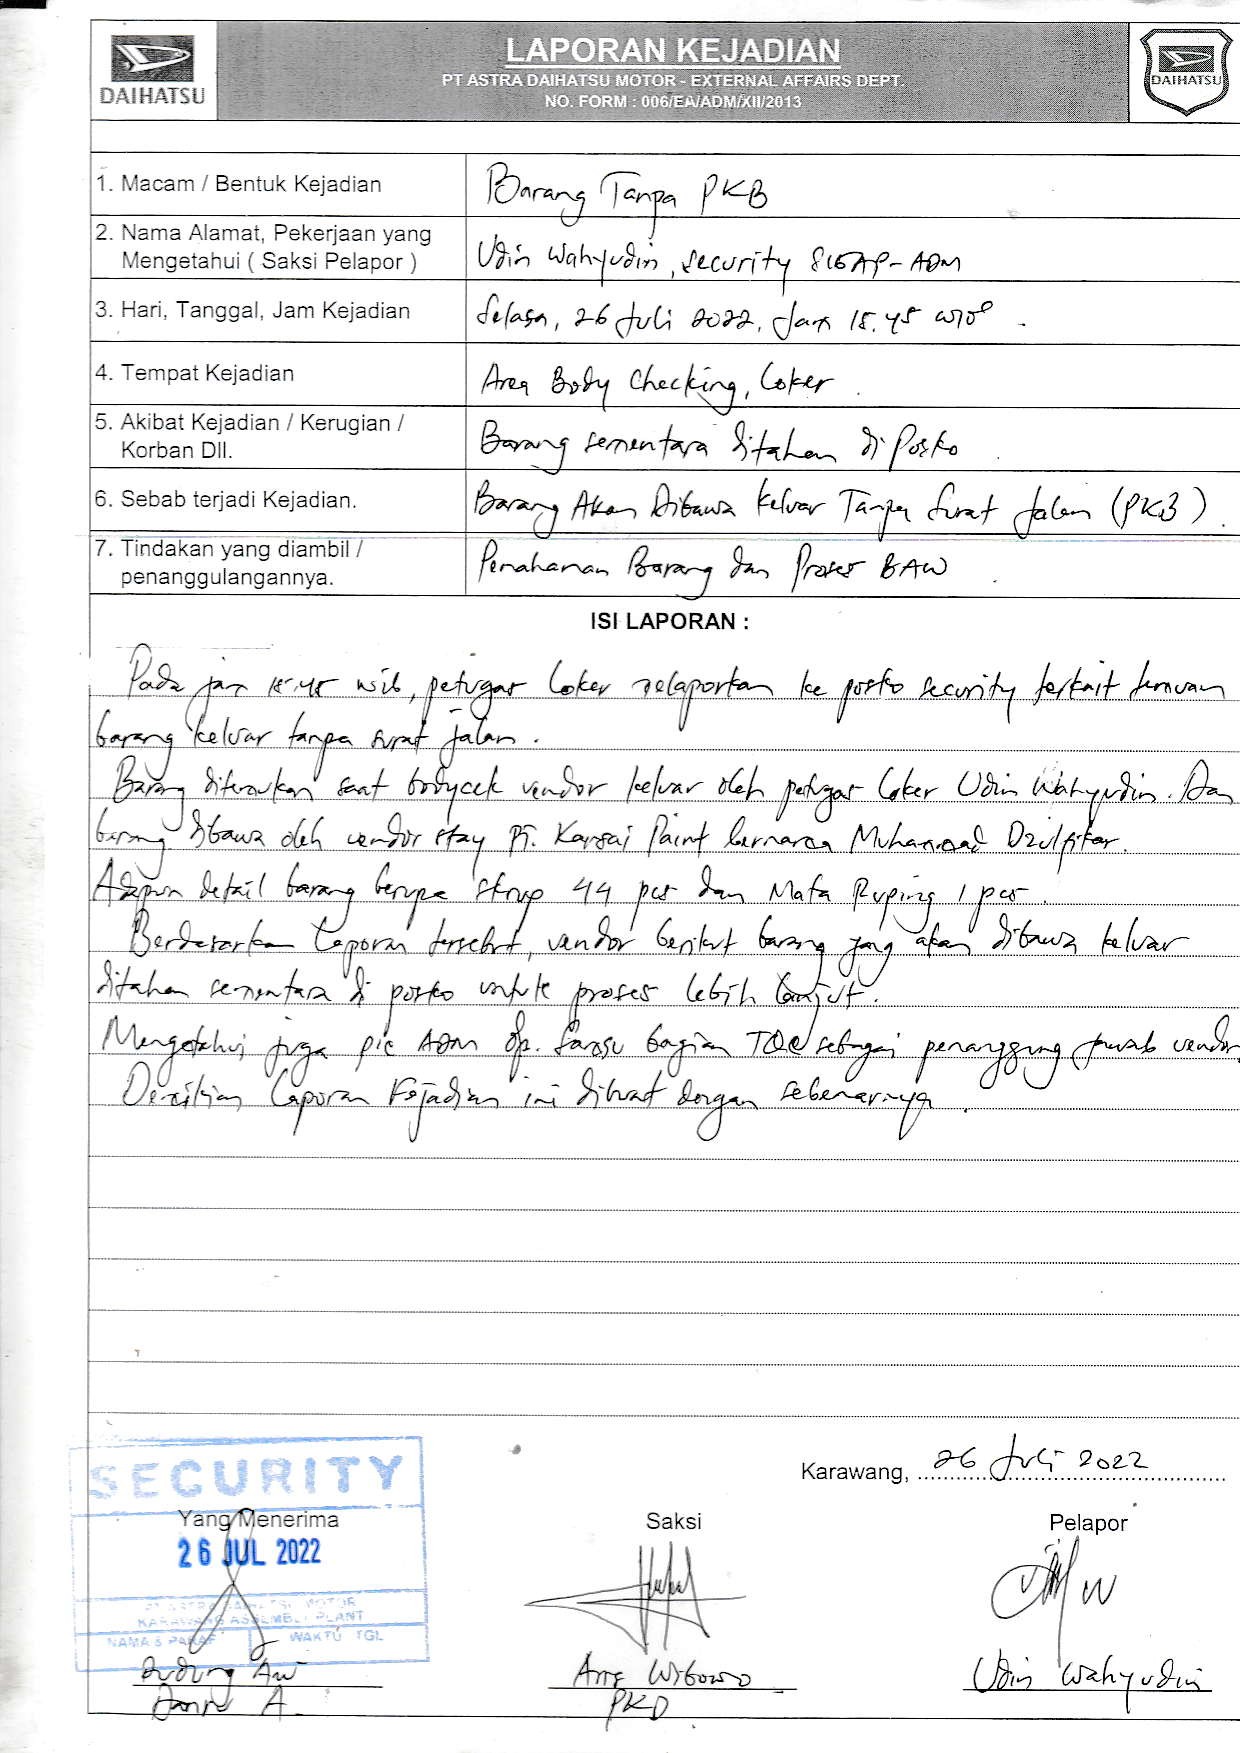 DAIHATSU
LAPORAN KEJADIAN
PT ASTRA DAIHATSU MOTOR - EXTERNAL AFFAIRS DEPT
NO. FORM : 006/EA/ADM/XII/2013
DAIHATSU
1. Macam / Bentuk Kejadian
Barang Tanpa PKB
2. Nama Alamat, Pekerjaan yang
Mengetahui ( Saksi Pelapor )
Udin Wahyudin, security SIGAP-ADM
3. Hari, Tanggal, Jam Kejadian
Selasa, 26 Juli 2022, Jam 15.45 WIB.
4. Tempat Kejadian
Area Body Checking, Loker.
5. Akibat Kejadian / Kerugian /
Korban Dll.
Barang sementara ditahan di Posko.
6. Sebab terjadi Kejadian.
Barang Akan Dibawa keluar Tanpa Surat Jalan (PKB).
7. Tindakan yang diambil /
penanggulangannya.
Penahanan Barang dan Proses BAW.
ISI LAPORAN :
Pada jam 15.45 wib, petugas Loker melaporkan ke posko security terkait temuan
barang keluar tanpa surat jalan.
Barang ditemukan saat bodycek vendor keluar oleh petugas Loker Udin Wahyudin. Dan
barang dibawa oleh vendor stay PT. Kansai Paint bernama Muhammad Dzulfikar.
Adapun detail barang berupa skrup 44 pcs dan Mata Ruping 1 pcs.
Berdasarkan Laporan tersebut, vendor berikut barang yang akan dibawa keluar
ditahan sementara di posko untuk proses lebih lanjut.
Mengetahui juga pic ADM Bp. bagian sebagai penanggung jawab vendor.
Demikian Laporan Kejadian ini dibuat dengan sebenarnya.
Karawang, 26 Juli 2022
SECURITY
Yang Menerima
Saksi
Pelapor
26 JUL 2022
PT ASTRA DAIHATSU MOTOR
KARAWANG ASSEMBLY PLANT
NAMA & PARAF
WAKTU TGL
Wibowo
Udin Wahyudin
PKD